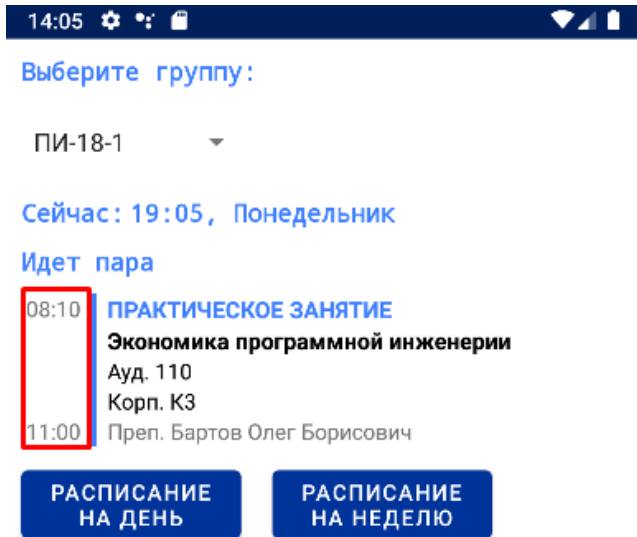 14:05
Выберите группу:
ПИ-18-1
Сейчас: 19:05, Понедельник
Идет пара
08:10 ПРАКТИЧЕСКОЕ ЗАНЯТИЕ
Экономика программной инженерии
Ауд. 110
Корп. К3
11:00 Преп. Бартов Олег Борисович
РАСПИСАНИЕ
НА ДЕНЬ
РАСПИСАНИЕ
НА НЕДЕЛЮ